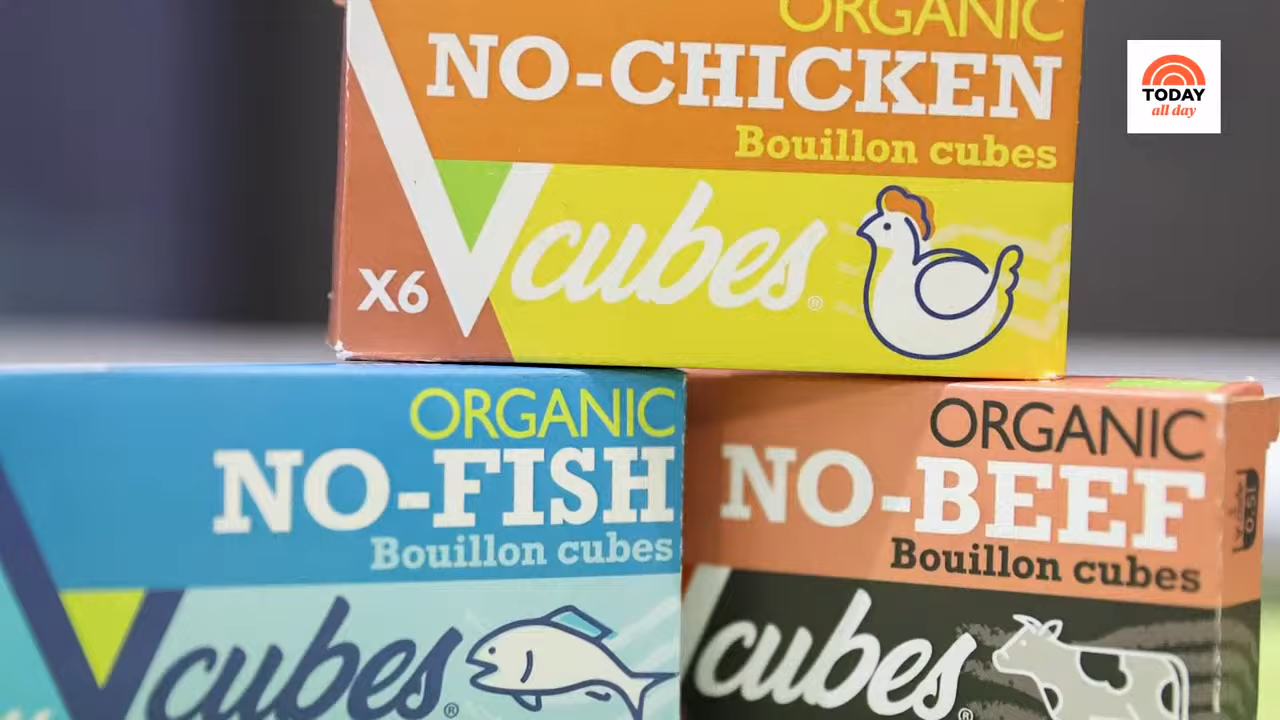 ORGANIC
NO-CHICKEN
Bouillon cubes
Vcubes®
X6
TODAY
all day
ORGANIC
NO-FISH
Bouillon cubes
Vcubes®
ORGANIC
NO-BEEF
Bouillon cubes
cubes®